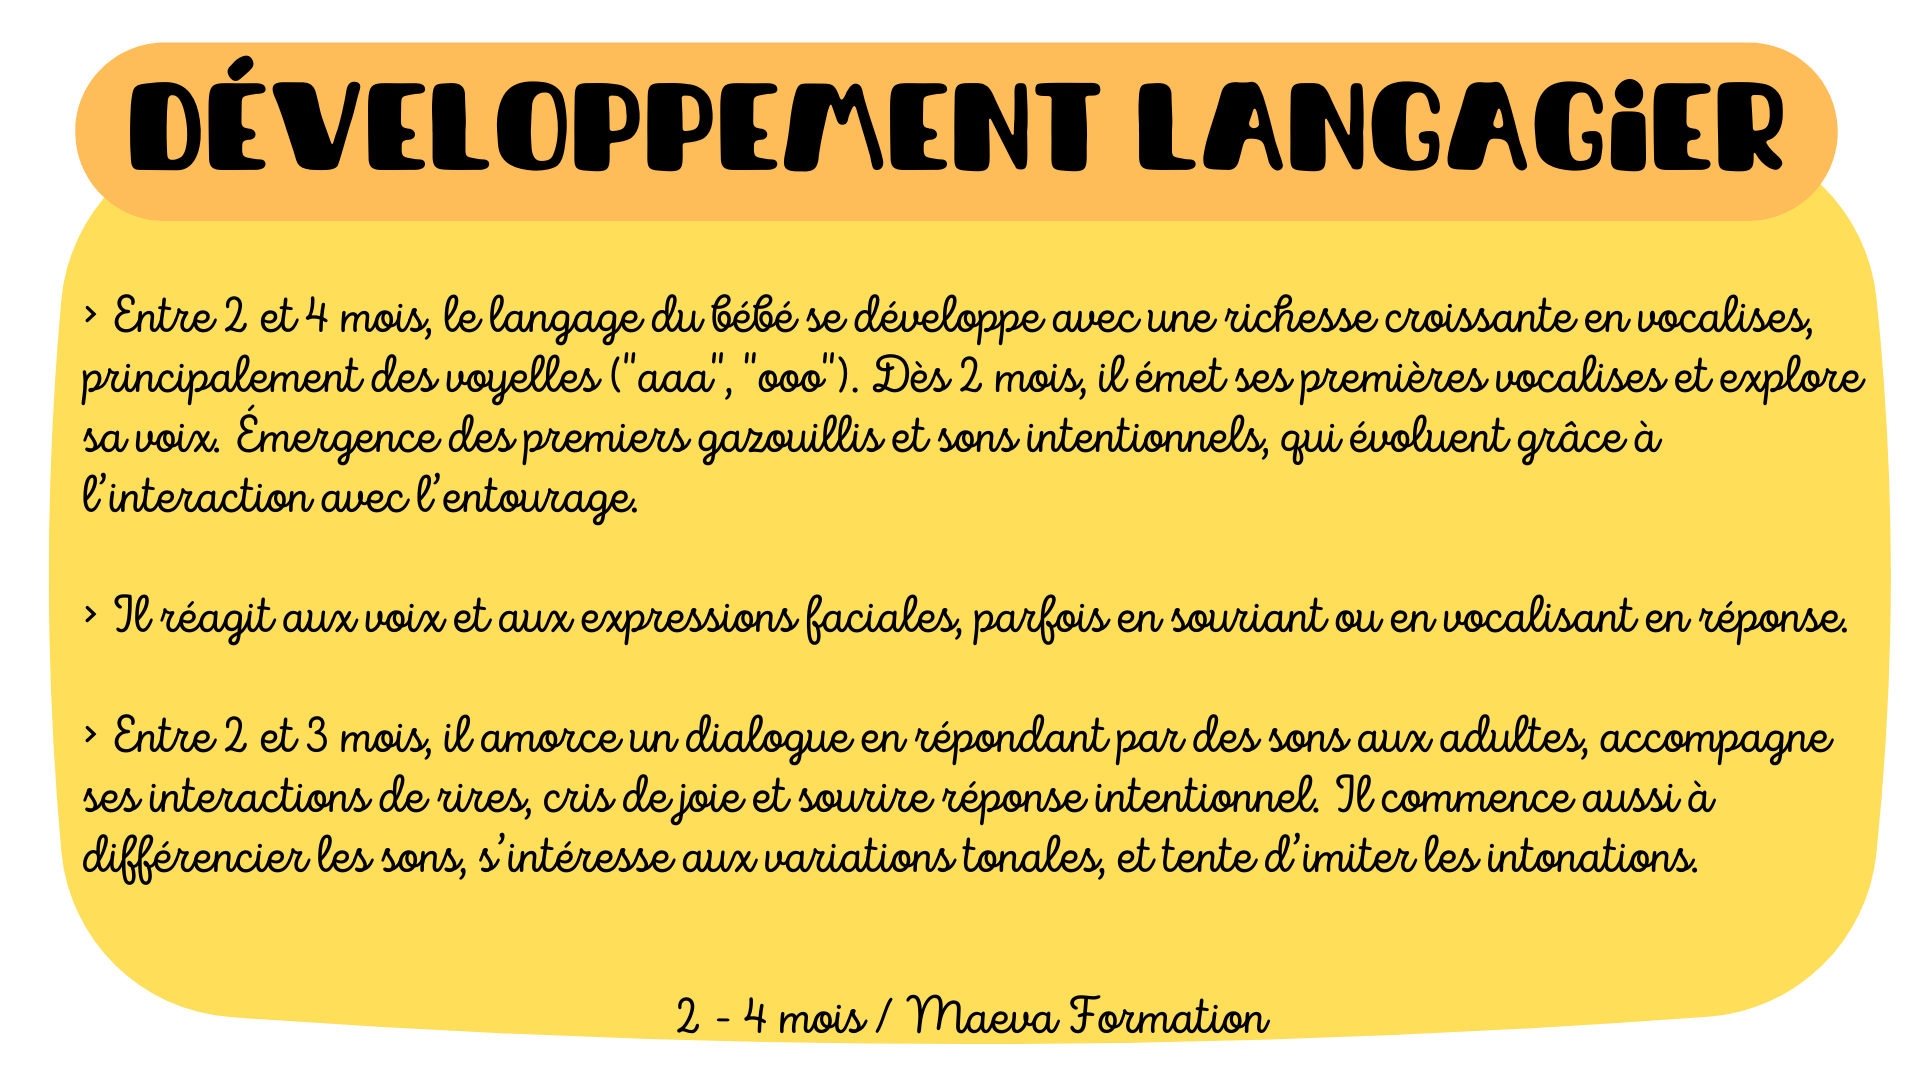 DÉVELOPPEMENT LANGAGiER
> Entre 2 et 4 mois, le langage du bébé se développe avec une richesse croissante en vocalises,
principalement des voyelles ("aaa", "ooo"). Dès 2 mois, il émet ses premières vocalises et explore
sa voix. Émergence des premiers gazouillis et sons intentionnels, qui évoluent grâce à
l’interaction avec l’entourage.
> Il réagit aux voix et aux expressions faciales, parfois en souriant ou en vocalisant en réponse.
> Entre 2 et 3 mois, il amorce un dialogue en répondant par des sons aux adultes, accompagne
ses interactions de rires, cris de joie et sourire réponse intentionnel. Il commence aussi à
différencier les sons, s’intéresse aux variations tonales, et tente d’imiter les intonations.
2 - 4 mois / Maeva Formation